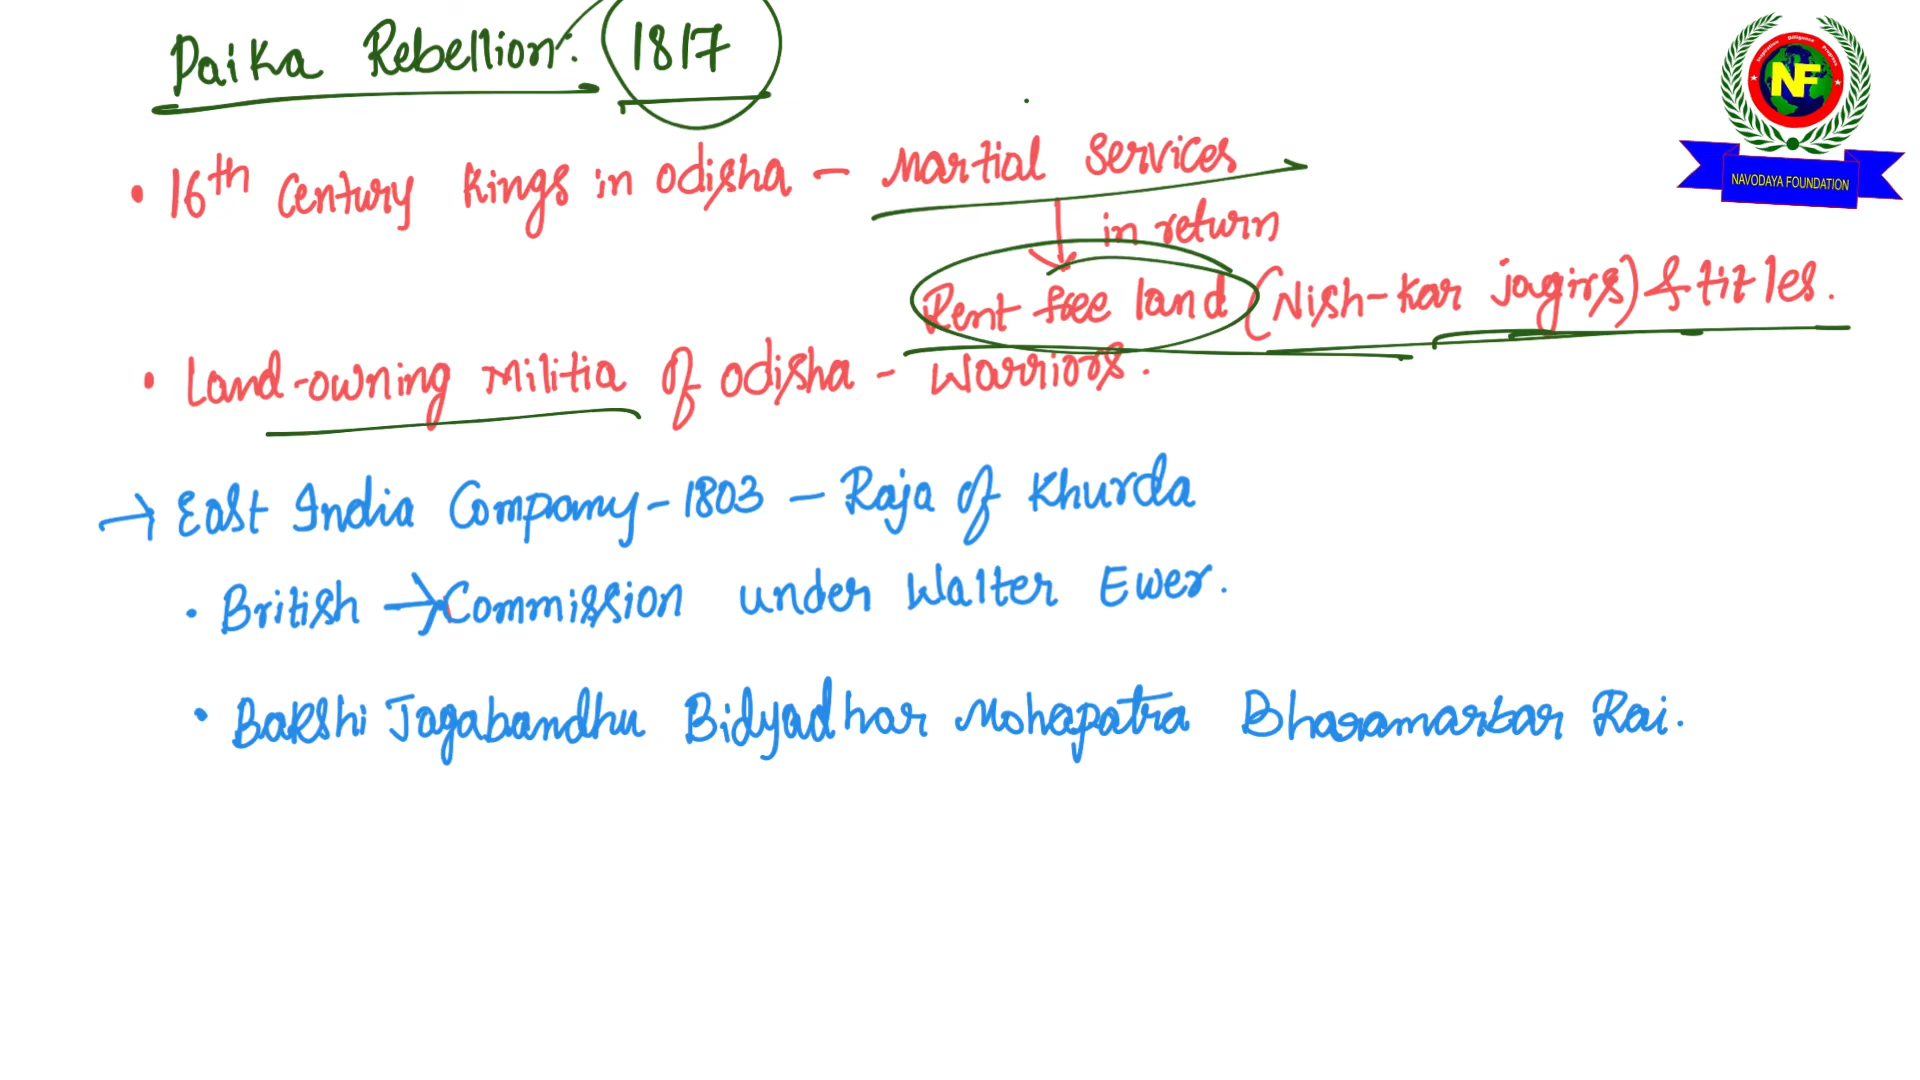 Paika Rebellion: 1817
• 16th Century Kings in Odisha - Martial Services
in return
Rent free land (Nish-kar jagirs) & titles.
• Land-owning Militia of Odisha - Warriors.
→ East India Company - 1803 - Raja of Khurda
• British → Commission under Walter Ewer.
• Bakshi Jagabandhu Bidyadhar Mohapatra Bharamarbar Rai.
NF
NAVODAYA FOUNDATION